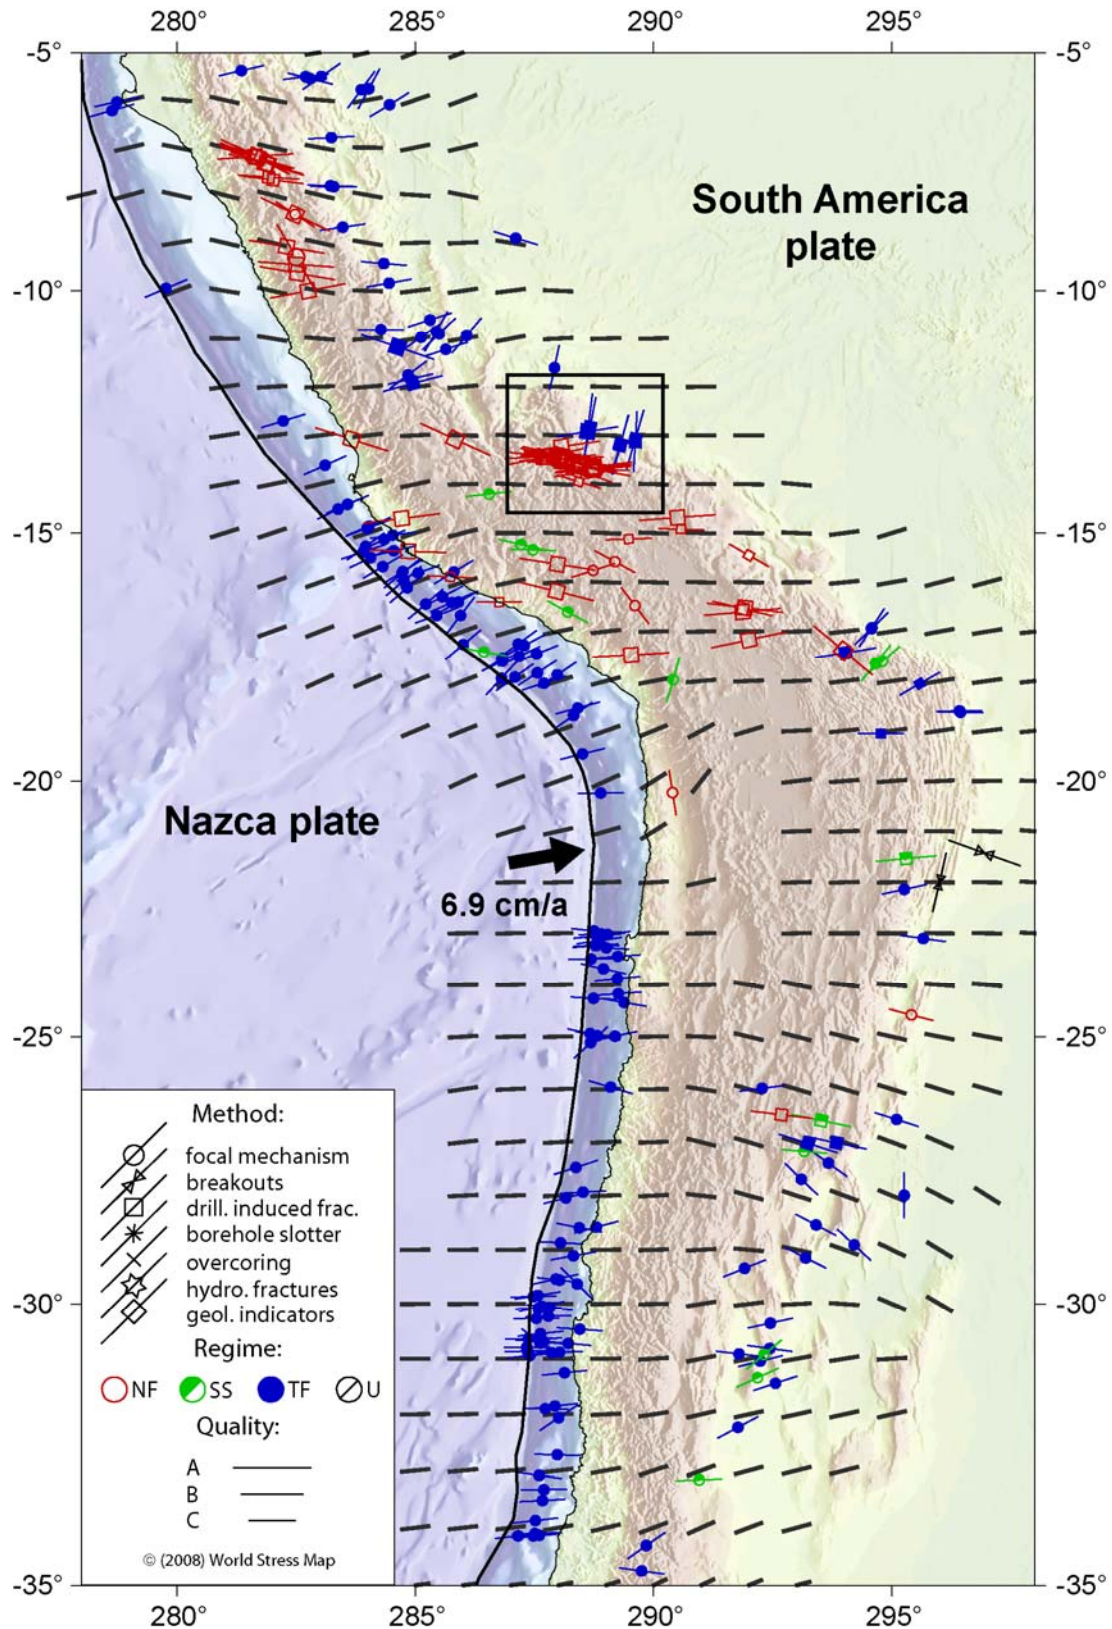 280° 285° 290° 295°
-5° -5°
South America
plate
-10° -10°
-15° -15°
-20° -20°
Nazca plate
6.9 cm/a
-25° -25°
Method:
focal mechanism
breakouts
drill. induced frac.
borehole slotter
overcoring
hydro. fractures
geol. indicators
-30° -30°
Regime:
NF SS TF U
Quality:
A
B
C
© (2008) World Stress Map
-35° -35°
280° 285° 290° 295°